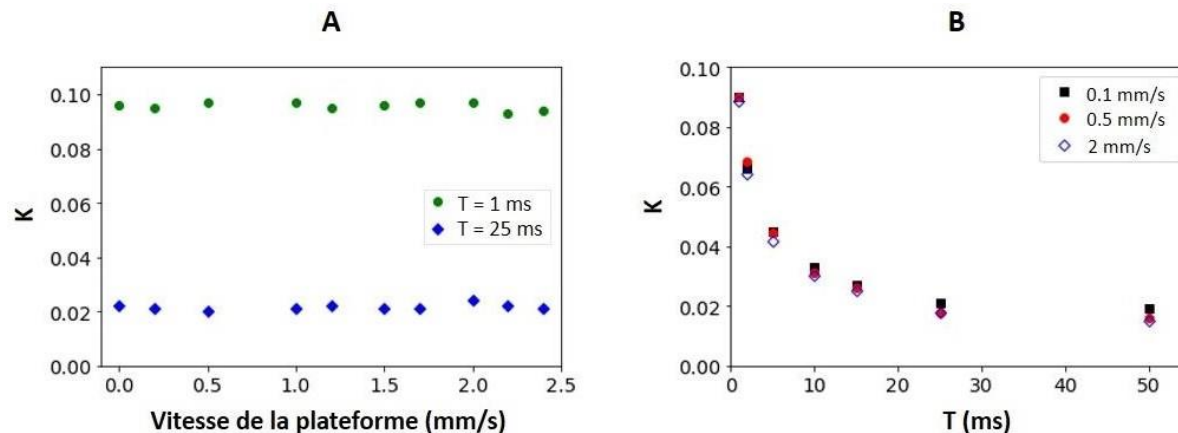 A
K
0.10
0.08
0.06
0.04
0.02
0.00
T = 1 ms
T = 25 ms
0.0 0.5 1.0 1.5 2.0 2.5
Vitesse de la plateforme (mm/s)
B
K
0.10
0.08
0.06
0.04
0.02
0.00
0.1 mm/s
0.5 mm/s
2 mm/s
0 10 20 30 40 50
T (ms)